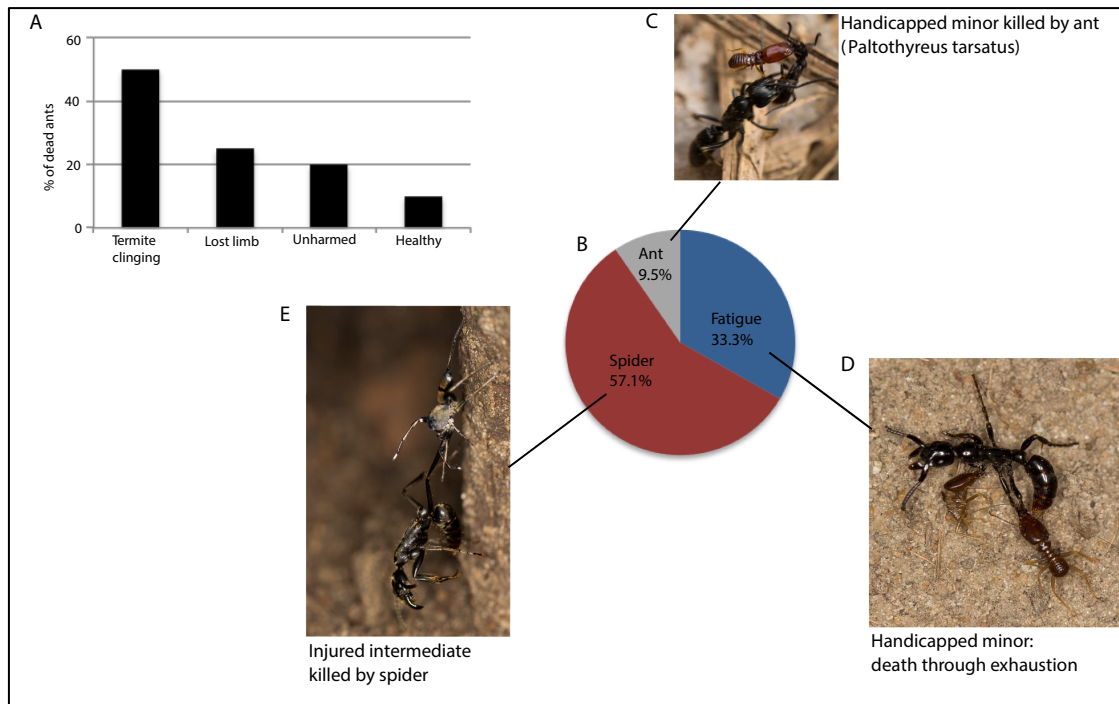 A
60
40
20
0
% of dead ants
Termite
clinging
Lost limb
Unharmed
Healthy
C
Handicapped minor killed by ant
(Paltothyreus tarsatus)
B
Ant
9.5%
Fatigue
33.3%
Spider
57.1%
E
Injured intermediate
killed by spider
D
Handicapped minor:
death through exhaustion